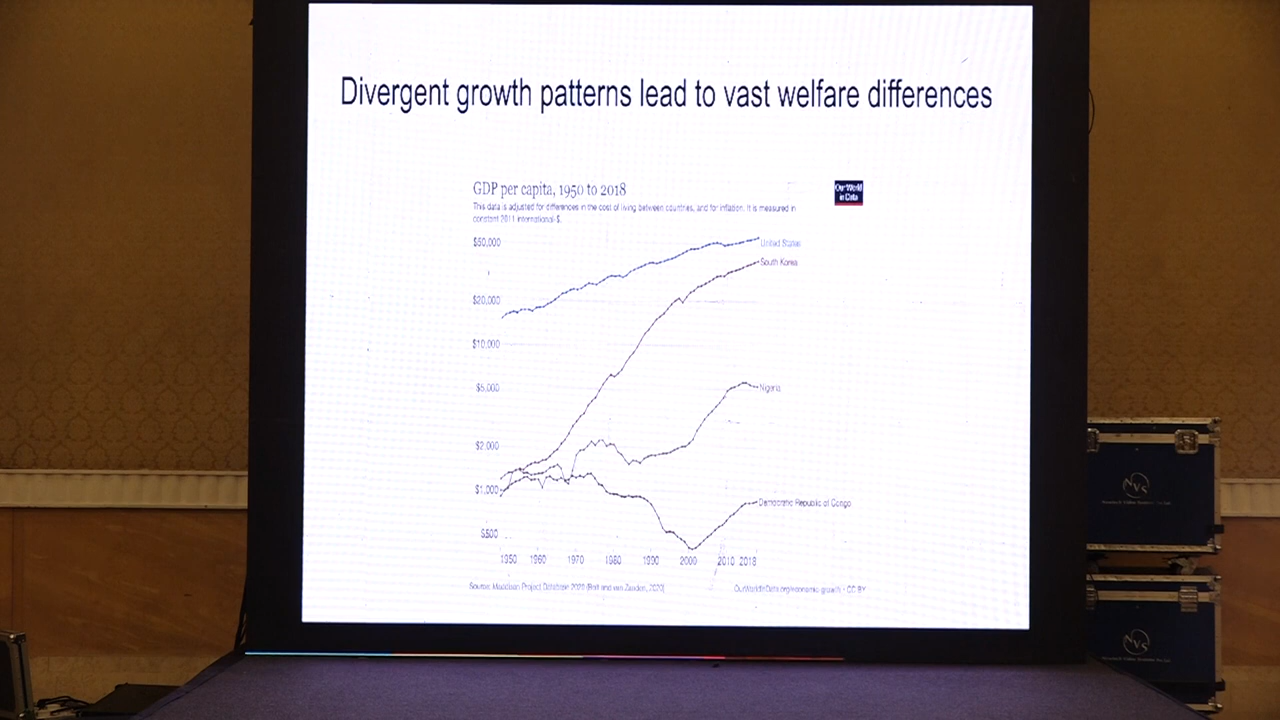 Divergent growth patterns lead to vast welfare differences
GDP per capita, 1950 to 2018
Our World
in Data
This data is adjusted for differences in the cost of living between countries, and for inflation. It is measured in
constant 2011 international-$.
$50,000
United States
South Korea
$20,000
$10,000
$5,000
Nigeria
$2,000
$1,000
Democratic Republic of Congo
$500
1950 1960 1970 1980 1990 2000 2010 2018
Source: Maddison Project Database 2020 (Bolt and van Zanden, 2020)
OurWorldInData.org/economic-growth • CC BY
NVS
NVS